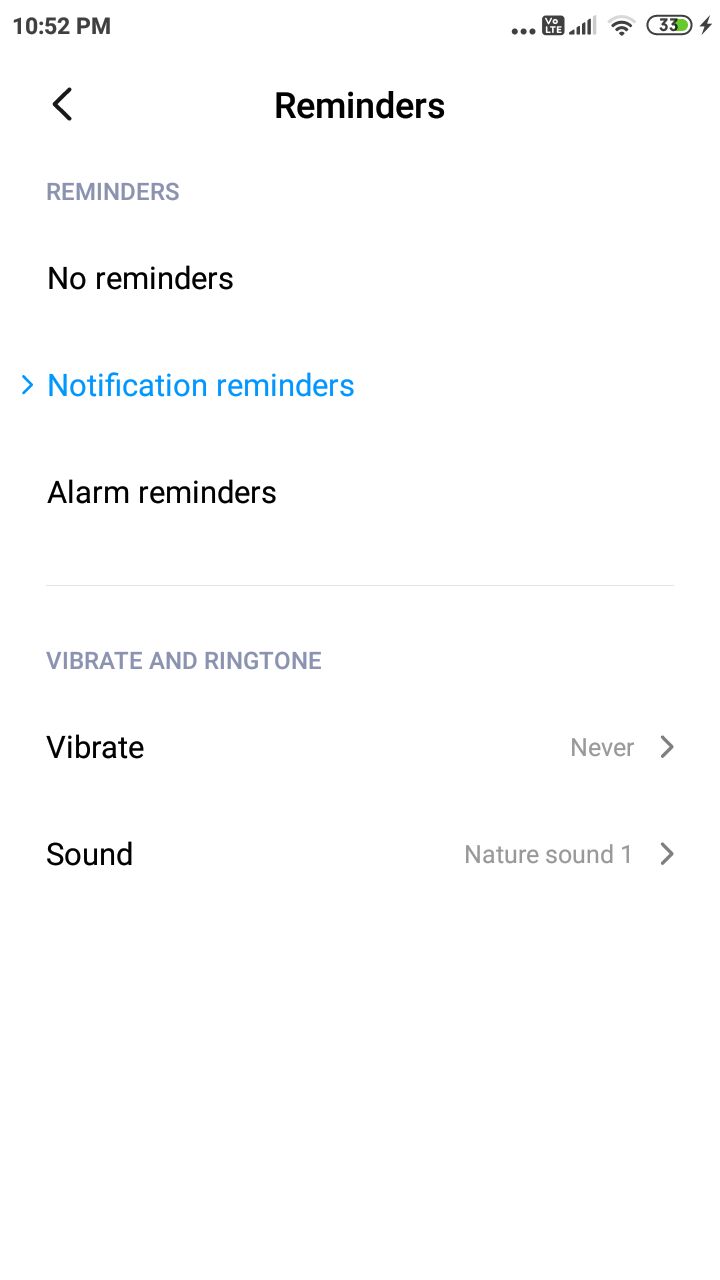 10:52 PM
Vo LTE
33
Reminders
REMINDERS
No reminders
Notification reminders
Alarm reminders
VIBRATE AND RINGTONE
Vibrate Never
Sound Nature sound 1